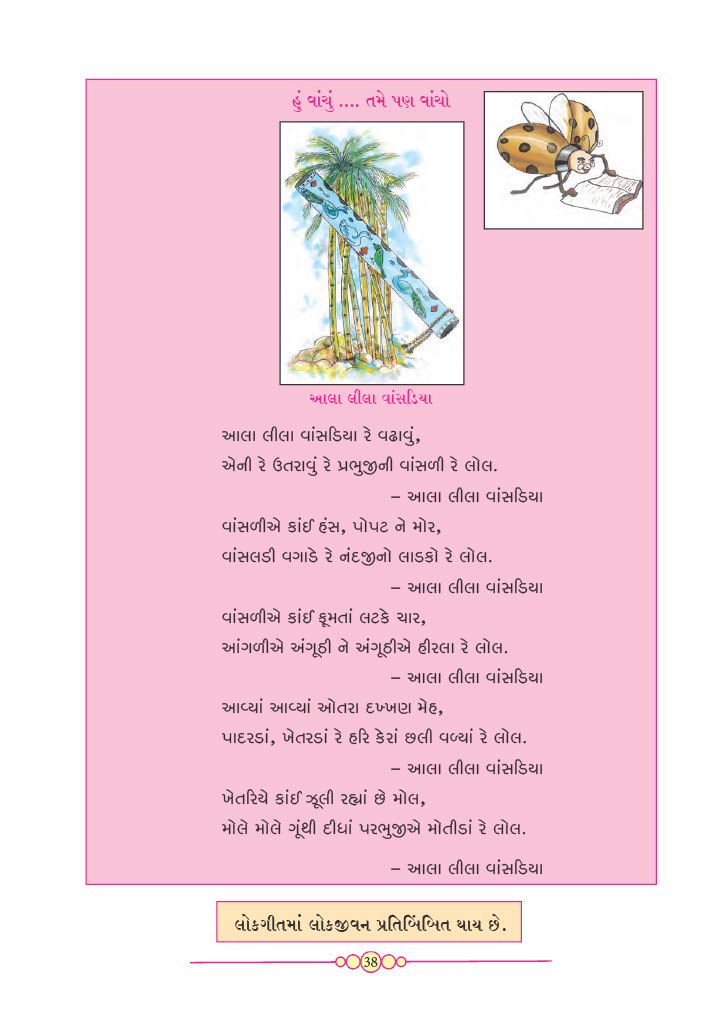 હું વાંચું .... તમે પણ વાંચો
આલા લીલા વાંસડિયા
આલા લીલા વાંસડિયા રે વઢાવું,
એની રે ઉતરાવું રે પ્રભુજીની વાંસળી રે લોલ.
– આલા લીલા વાંસડિયા
વાંસળીએ કાંઈ હંસ, પોપટ ને મોર,
વાંસલડી વગાડે રે નંદજીનો લાડકો રે લોલ.
– આલા લીલા વાંસડિયા
વાંસળીએ કાંઈ ફૂમતાં લટકે ચાર,
આંગળીએ અંગૂઠી ને અંગૂઠીએ હીરલા રે લોલ.
– આલા લીલા વાંસડિયા
આવ્યાં આવ્યાં ઓતરા દખ્ખણ મેહ,
પાદરડાં, ખેતરડાં રે હરિ કેરાં છલી વળ્યાં રે લોલ.
– આલા લીલા વાંસડિયા
ખેતરિયે કાંઈ ઝૂલી રહ્યાં છે મોલ,
મોલે મોલે ગૂંથી દીધાં પરભુજીએ મોતીડાં રે લોલ.
– આલા લીલા વાંસડિયા
લોકગીતમાં લોકજીવન પ્રતિબિંબિત થાય છે.
38